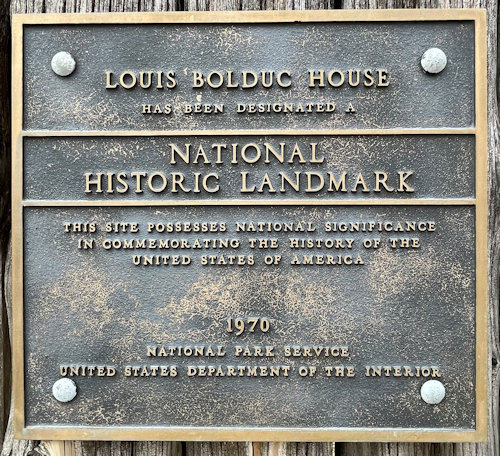 LOUIS BOLDUC HOUSE
HAS BEEN DESIGNATED A
NATIONAL
HISTORIC LANDMARK
THIS SITE POSSESSES NATIONAL SIGNIFICANCE
IN COMMEMORATING THE HISTORY OF THE
UNITED STATES OF AMERICA
1970
NATIONAL PARK SERVICE
UNITED STATES DEPARTMENT OF THE INTERIOR